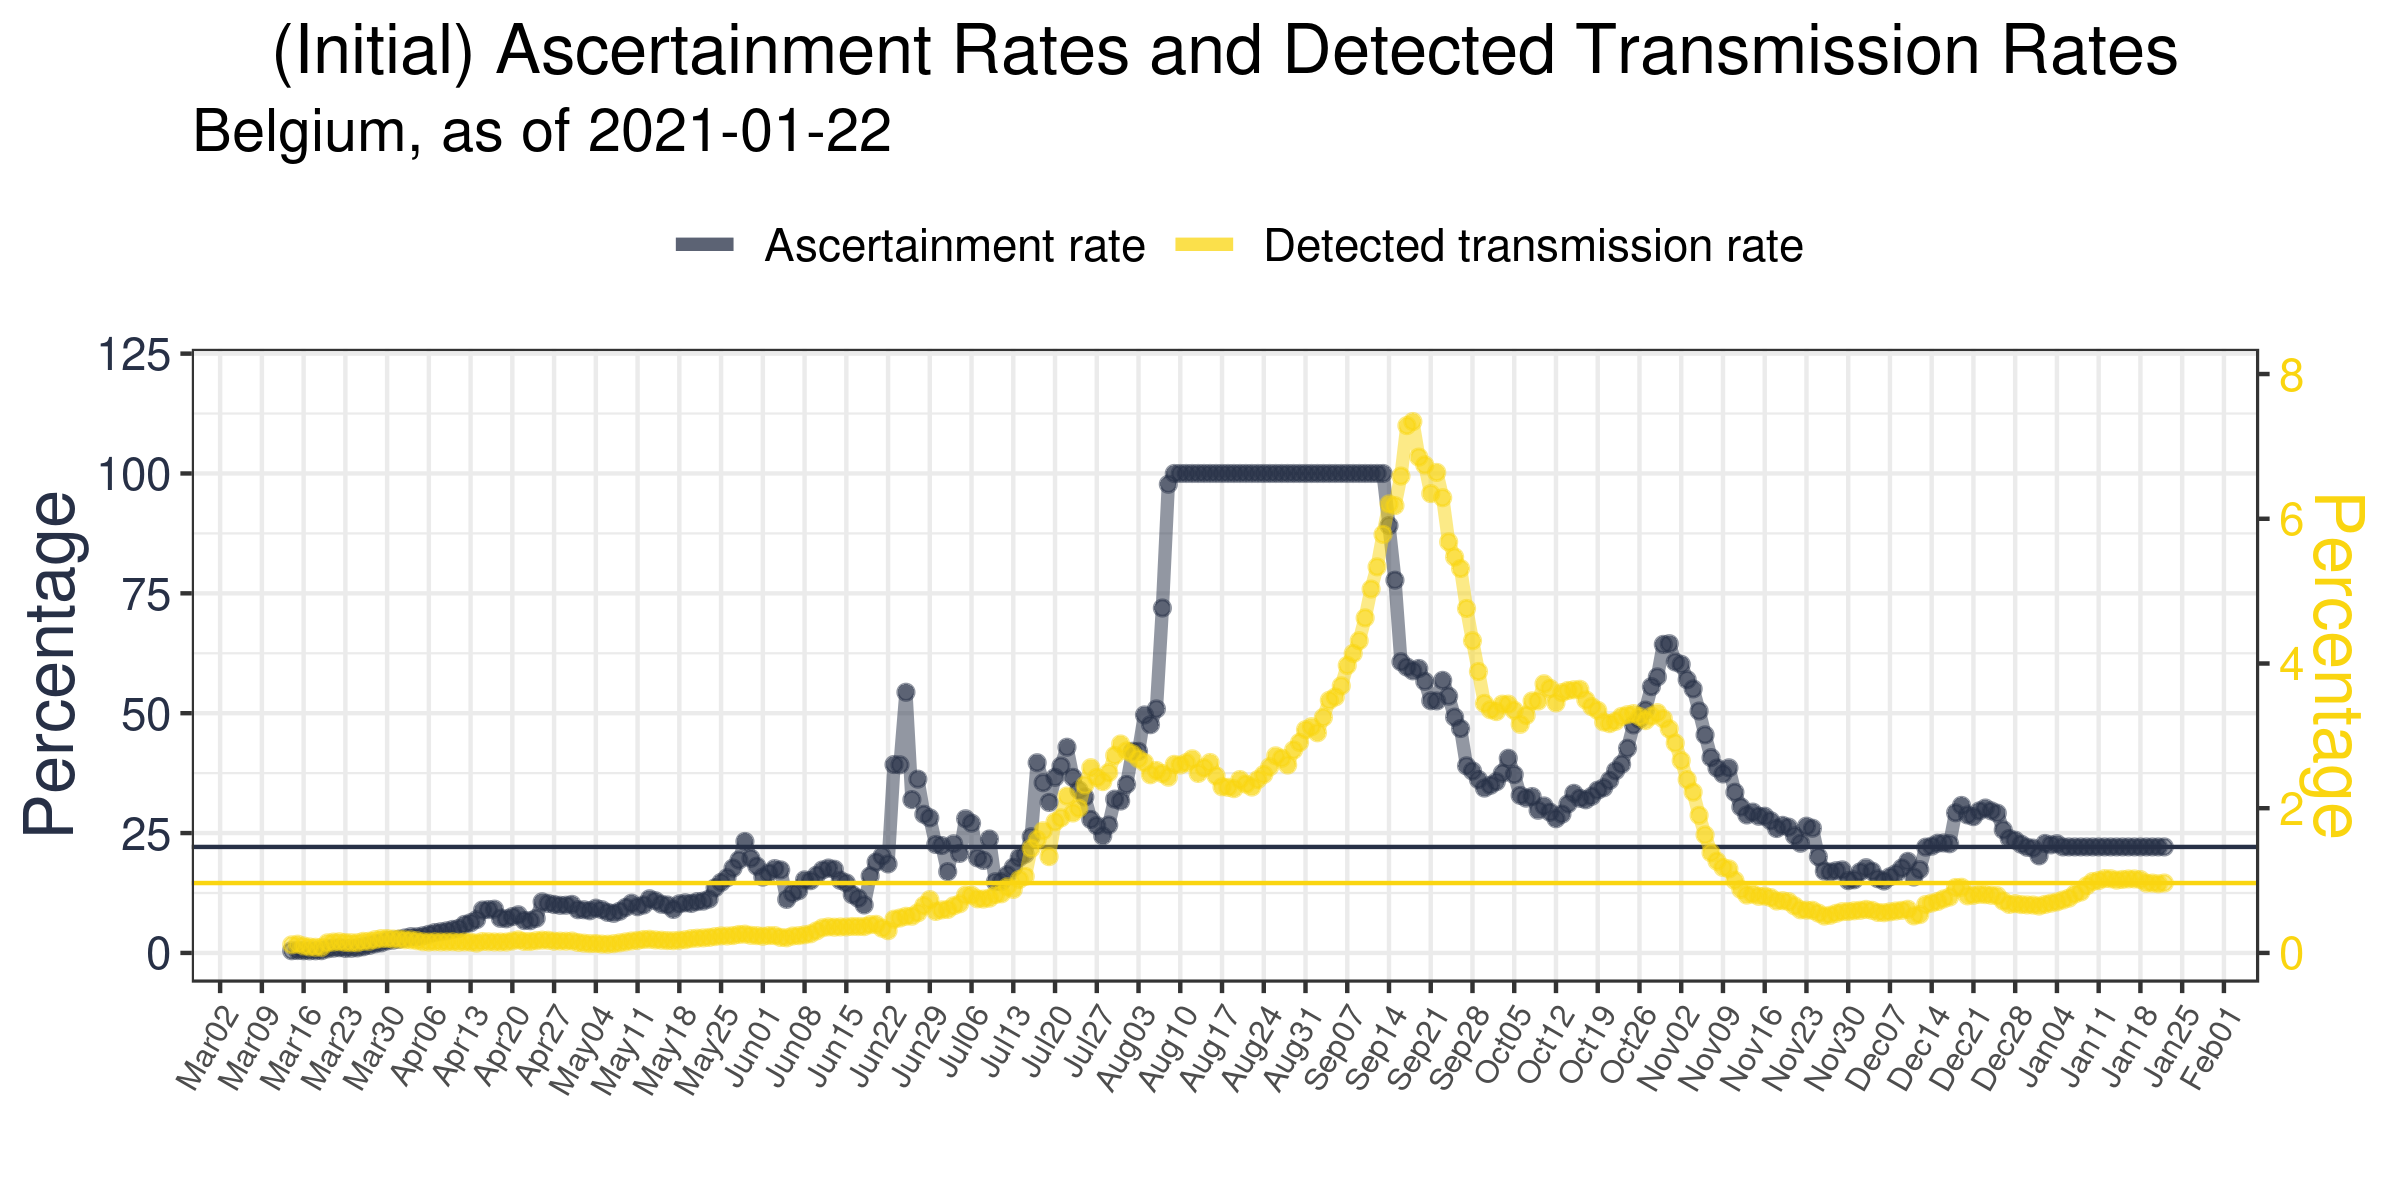 (Initial) Ascertainment Rates and Detected Transmission Rates
Belgium, as of 2021-01-22
Ascertainment rate
Detected transmission rate
Percentage
125
100
75
50
25
0
8
6
4
2
0
Percentage
Mar02
Mar09
Mar16
Mar23
Mar30
Apr06
Apr13
Apr20
Apr27
May04
May11
May18
May25
Jun01
Jun08
Jun15
Jun22
Jun29
Jul06
Jul13
Jul20
Jul27
Aug03
Aug10
Aug17
Aug24
Aug31
Sep07
Sep14
Sep21
Sep28
Oct05
Oct12
Oct19
Oct26
Nov02
Nov09
Nov16
Nov23
Nov30
Dec07
Dec14
Dec21
Dec28
Jan04
Jan11
Jan18
Jan25
Feb01